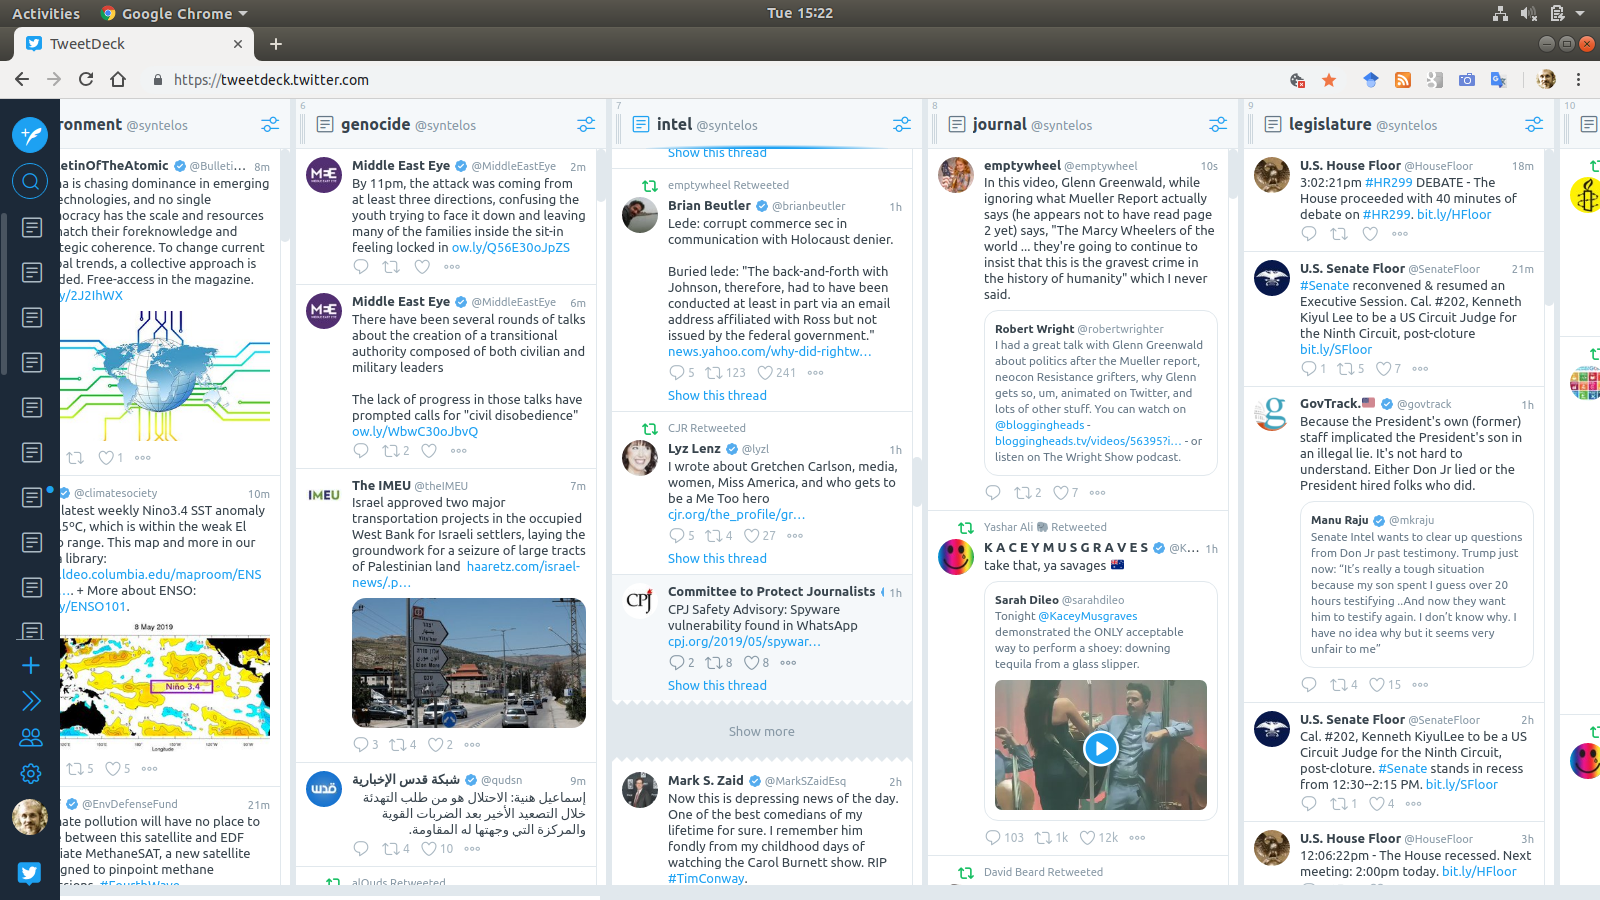 Activities
Google Chrome
Tue 15:22
TweetDeck
https://tweetdeck.twitter.com
ronment @syntelos
etinOfTheAtomic @Bulleti... 8m
na is chasing dominance in emerging
echnologies, and no single
nocracy has the scale and resources
natch their foreknowledge and
tegic coherence. To change current
al trends, a collective approach is
ded. Free-access in the magazine.
y/2J2IhWX
1
@climatesociety 10m
latest weekly Nino3.4 SST anomaly
.5ºC, which is within the weak El
o range. This map and more in our
a library:
.ldeo.columbia.edu/maproom/ENS
... + More about ENSO:
y/ENSO101.
8 May 2019
Niño 3.4
Longitude
5 5
@EnvDefenseFund 21m
nate pollution will have no place to
e between this satellite and EDF
iate MethaneSAT, a new satellite
igned to pinpoint methane
ssions. #FourthWave
6
genocide @syntelos
Middle East Eye @MiddleEastEye 2m
By 11pm, the attack was coming from
at least three directions, confusing the
youth trying to face it down and leaving
many of the families inside the sit-in
feeling locked in ow.ly/Q56E30oJpZS
Middle East Eye @MiddleEastEye 6m
There have been several rounds of talks
about the creation of a transitional
authority composed of both civilian and
military leaders
The lack of progress in those talks have
prompted calls for "civil disobedience"
ow.ly/WbwC30oJbvQ
2
IMEU
The IMEU @theIMEU 7m
Israel approved two major
transportation projects in the occupied
West Bank for Israeli settlers, laying the
groundwork for a seizure of large tracts
of Palestinian land haaretz.com/israel-
news/.p...
3 4 2
شبكة قدس الإخبارية @qudsn 9m
إسماعيل هنية: الاحتلال هو من طلب التهدئة
خلال التصعيد الأخير بعد الضربات القوية
والمركزة التي وجهتها له المقاومة.
4 10
alQuds Retweeted
7
intel @syntelos
Show this thread
emptywheel Retweeted
Brian Beutler @brianbeutler 1h
Lede: corrupt commerce sec in
communication with Holocaust denier.
Buried lede: "The back-and-forth with
Johnson, therefore, had to have been
conducted at least in part via an email
address affiliated with Ross but not
issued by the federal government."
news.yahoo.com/why-did-rightw...
5 123 241
Show this thread
CJR Retweeted
Lyz Lenz @lyzl 1h
I wrote about Gretchen Carlson, media,
women, Miss America, and who gets to
be a Me Too hero
cjr.org/the_profile/gr...
5 4 27
Show this thread
CPJ
Committee to Protect Journalists 1h
CPJ Safety Advisory: Spyware
vulnerability found in WhatsApp
cpj.org/2019/05/spywar...
2 8 8
Show this thread
Show more
Mark S. Zaid @MarkSZaidEsq 2h
Now this is depressing news of the day.
One of the best comedians of my
lifetime for sure. I remember him
fondly from my childhood days of
watching the Carol Burnett show. RIP
#TimConway.
8
journal @syntelos
emptywheel @emptywheel 10s
In this video, Glenn Greenwald, while
ignoring what Mueller Report actually
says (he appears not to have read page
2 yet) says, "The Marcy Wheelers of the
world ... they're going to continue to
insist that this is the gravest crime in
the history of humanity" which I never
said.
Robert Wright @robertwrighter
I had a great talk with Glenn Greenwald
about politics after the Mueller report,
neocon Resistance grifters, why Glenn
gets so, um, animated on Twitter, and
lots of other stuff. You can watch on
@bloggingheads -
bloggingheads.tv/videos/56395?i... - or
listen on The Wright Show podcast.
2 7
Yashar Ali 🐘 Retweeted
K A C E Y M U S G R A V E S @K... 1h
take that, ya savages 🇦🇺
Sarah Dileo @sarahdileo
Tonight @KaceyMusgraves
demonstrated the ONLY acceptable
way to perform a shoey: downing
tequila from a glass slipper.
103 1k 12k
David Beard Retweeted
9
legislature @syntelos
U.S. House Floor @HouseFloor 18m
3:02:21pm #HR299 DEBATE - The
House proceeded with 40 minutes of
debate on #HR299. bit.ly/HFloor
U.S. Senate Floor @SenateFloor 21m
#Senate reconvened & resumed an
Executive Session. Cal. #202, Kenneth
Kiyul Lee to be a US Circuit Judge for
the Ninth Circuit, post-cloture
bit.ly/SFloor
1 5 7
GovTrack.🇺🇸 @govtrack 1h
Because the President's own (former)
staff implicated the President's son in
an illegal lie. It's not hard to
understand. Either Don Jr lied or the
President hired folks who did.
Manu Raju @mkraju
Senate Intel wants to clear up questions
from Don Jr past testimony. Trump just
now: “It’s really a tough situation
because my son spent I guess over 20
hours testifying ..And now they want
him to testify again. I don’t know why. I
have no idea why but it seems very
unfair to me”
4 15
U.S. Senate Floor @SenateFloor 2h
Cal. #202, Kenneth KiyulLee to be a US
Circuit Judge for the Ninth Circuit,
post-cloture. #Senate stands in recess
from 12:30--2:15 PM. bit.ly/SFloor
1 4
U.S. House Floor @HouseFloor 3h
12:06:22pm - The House recessed. Next
meeting: 2:00pm today. bit.ly/HFloor
10